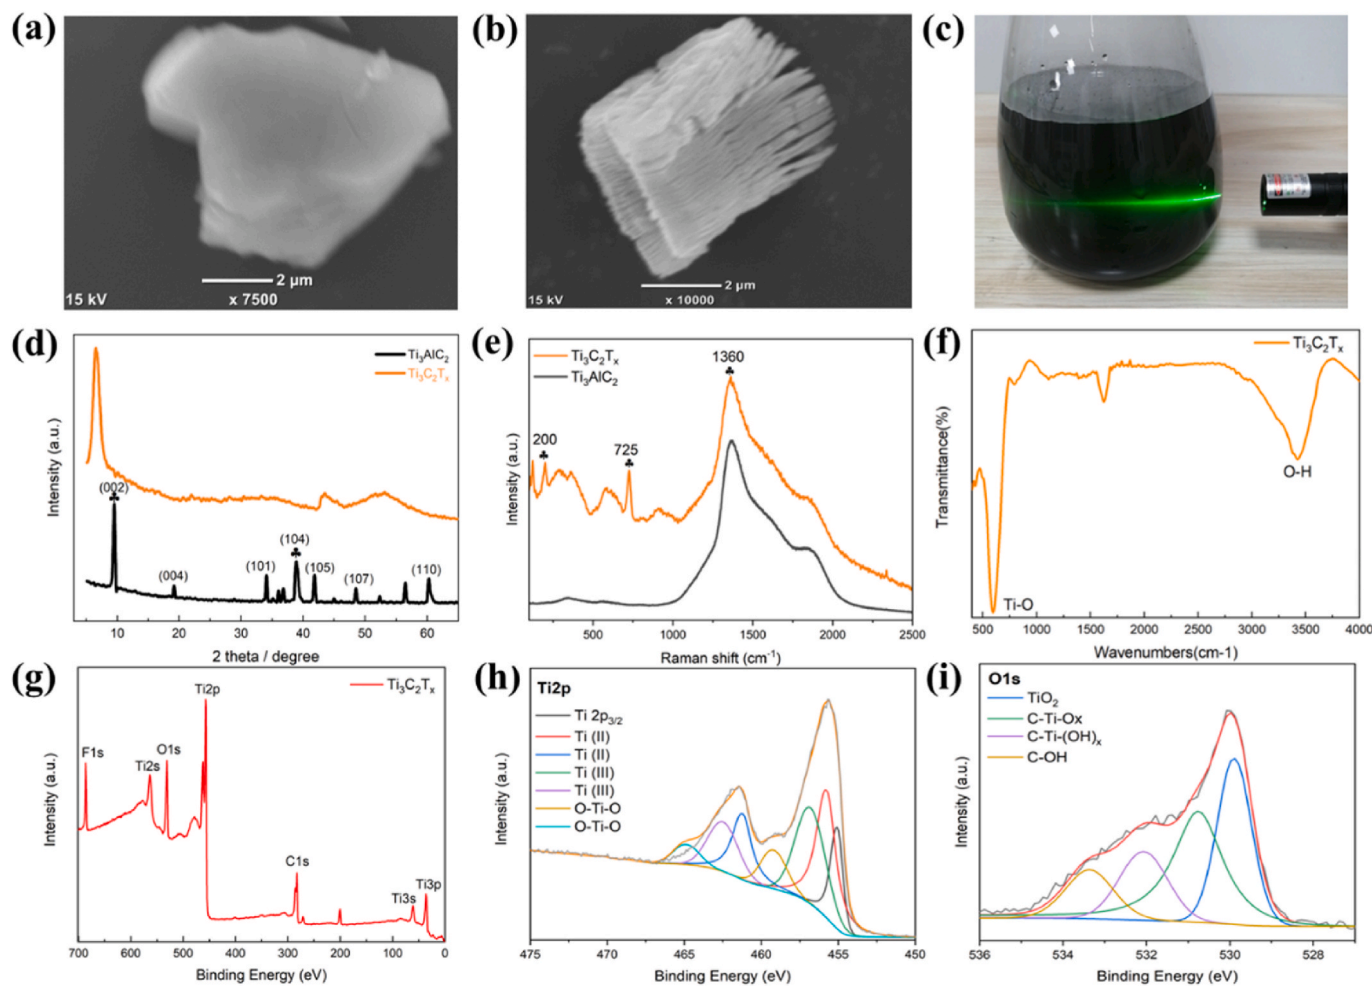 (a)
2 μm
15 kV
x 7500
(b)
2 μm
15 kV
x 10000
(c)
(d)
Ti₃AlC₂
Ti₃C₂Tₓ
(002)
(004)
(101)
(104)
(105)
(107)
(110)
Intensity (a.u.)
10 20 30 40 50 60
2 theta / degree
(e)
Ti₃C₂Tₓ
Ti₃AlC₂
200
725
1360
Intensity (a.u.)
500 1000 1500 2000 2500
Raman shift (cm⁻¹)
(f)
Ti₃C₂Tₓ
O-H
Ti-O
Transmittance(%)
500 1000 1500 2000 2500 3000 3500 4000
Wavenumbers(cm-1)
(g)
Ti₃C₂Tₓ
F1s
Ti2s
O1s
Ti2p
C1s
Ti3s
Ti3p
Intensity (a.u.)
700 600 500 400 300 200 100 0
Binding Energy (eV)
(h)
Ti2p
Ti 2p₃/₂
Ti (II)
Ti (II)
Ti (III)
Ti (III)
O-Ti-O
O-Ti-O
Intensity (a.u.)
475 470 465 460 455 450
Binding Energy (eV)
(i)
O1s
TiO₂
C-Ti-Ox
C-Ti-(OH)ₓ
C-OH
Intensity (a.u.)
536 534 532 530 528
Binding Energy (eV)